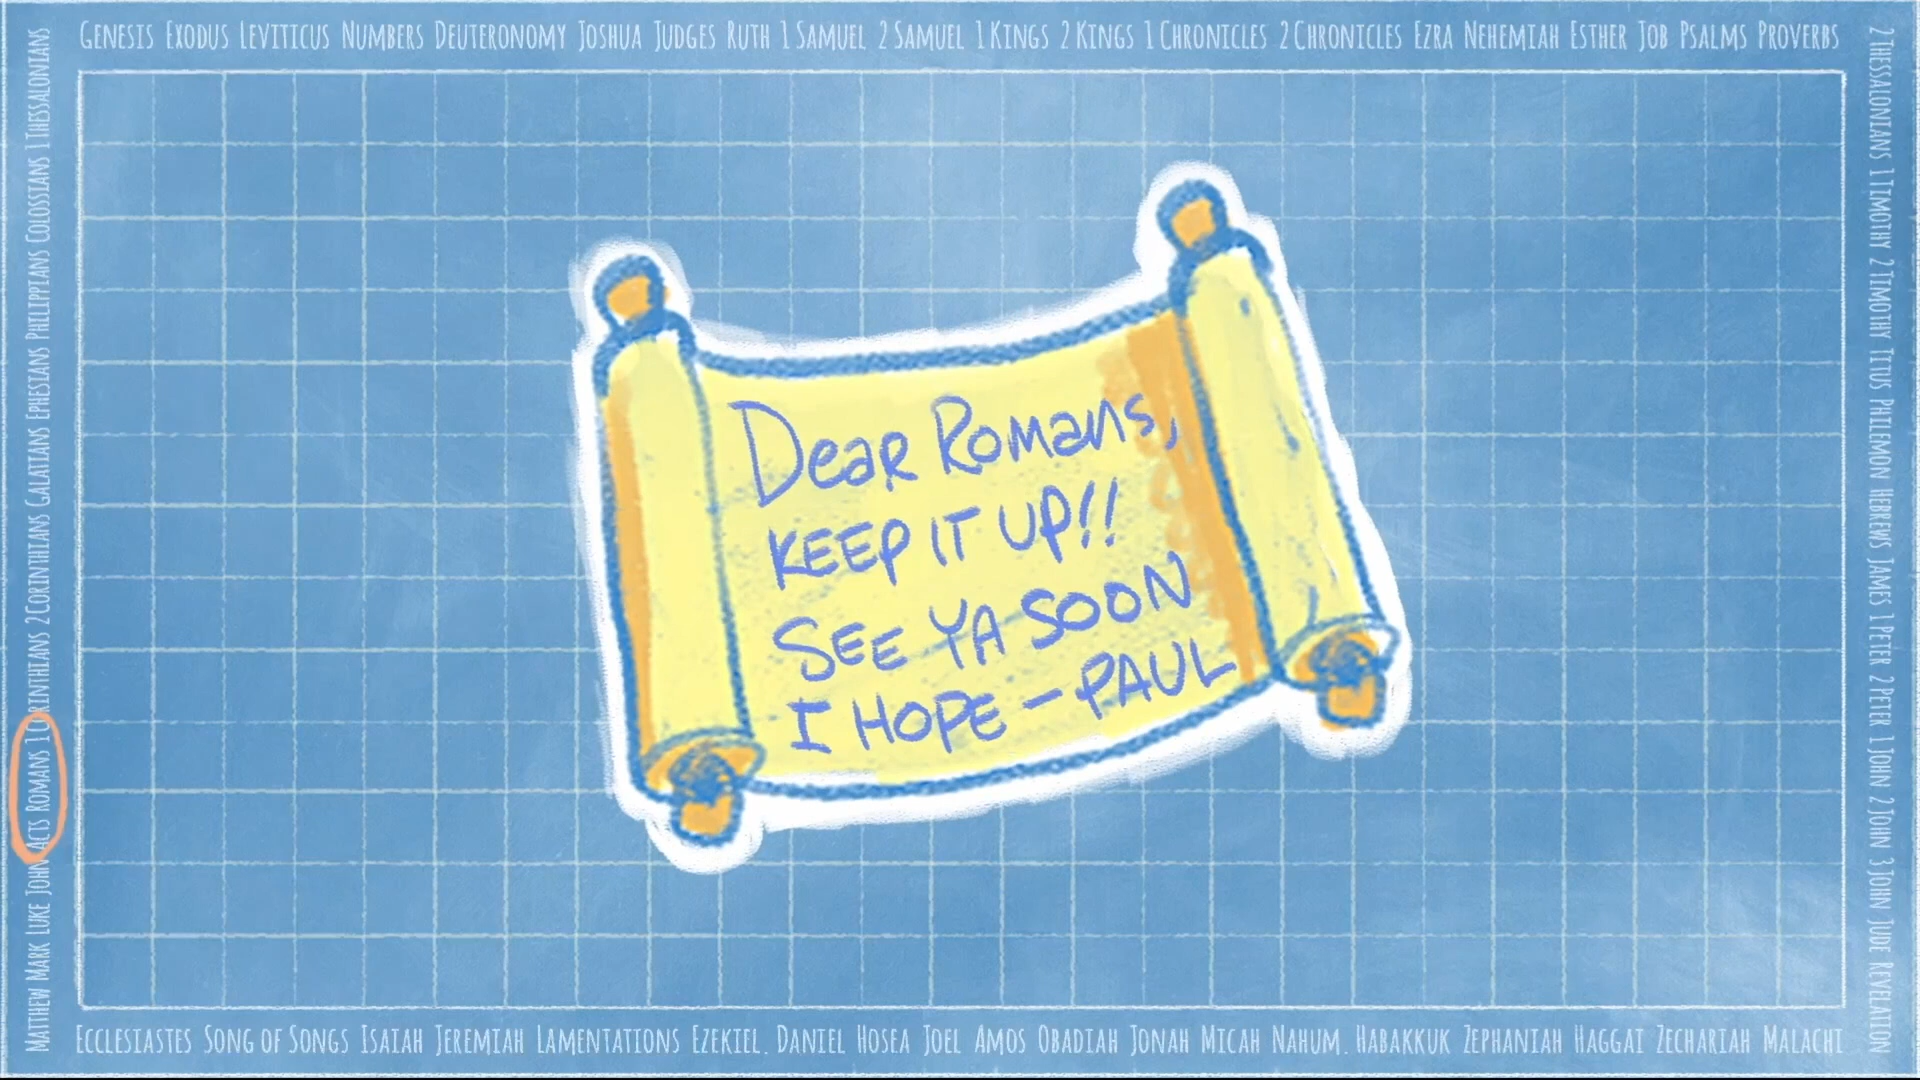 Genesis Exodus Leviticus Numbers Deuteronomy Joshua Judges Ruth 1 Samuel 2 Samuel 1 Kings 2 Kings 1 Chronicles 2 Chronicles Ezra Nehemiah Esther Job Psalms Proverbs
Matthew Mark Luke John Acts Romans 1 Corinthians 2 Corinthians Galatians Ephesians Philippians Colossians 1 Thessalonians
Dear Romans,
KEEP IT UP!!
SEE YA SOON
I HOPE – PAUL
2 Thessalonians 1 Timothy 2 Timothy Titus Philemon Hebrews James 1 Peter 2 Peter 1 John 2 John 3 John Jude Revelation
Ecclesiastes Song of Songs Isaiah Jeremiah Lamentations Ezekiel. Daniel Hosea Joel Amos Obadiah Jonah Micah Nahum. Habakkuk Zephaniah Haggai Zechariah Malachi